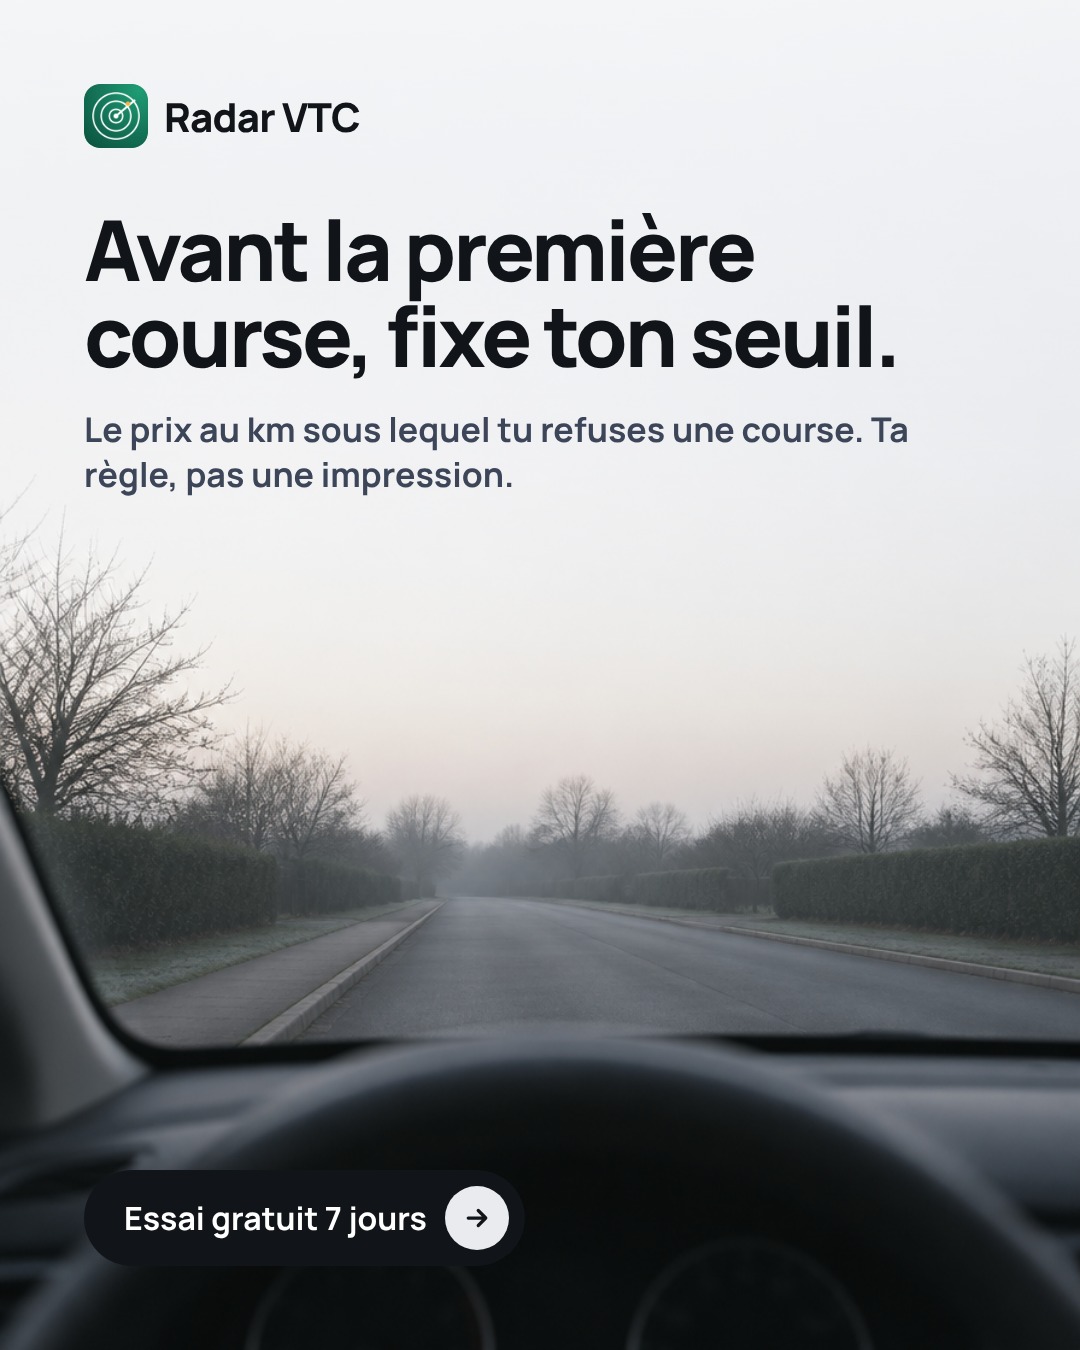 Radar VTC
Avant la première
course, fixe ton seuil.
Le prix au km sous lequel tu refuses une course. Ta
règle, pas une impression.
Essai gratuit 7 jours